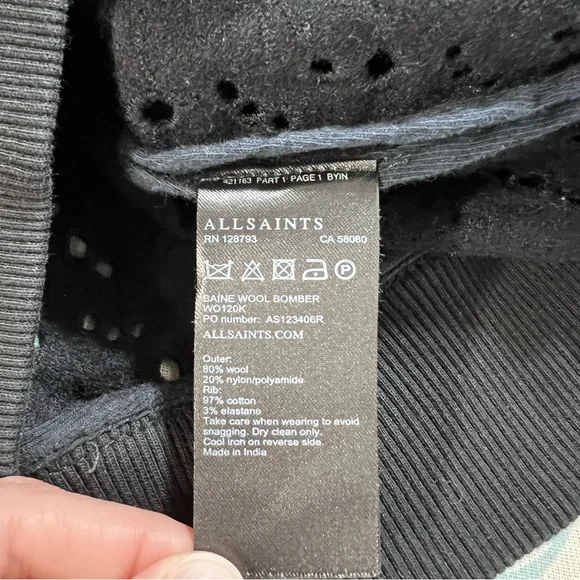 421163 PART 1 PAGE 1 BYIN
ALLSAINTS
RN 128793 CA 58060
P
BAINE WOOL BOMBER
WO120K
PO number: AS123406R
ALLSAINTS.COM
Outer:
80% wool
20% nylon/polyamide
Rib:
97% cotton
3% elastane
Take care when wearing to avoid
snagging. Dry clean only.
Cool iron on reverse side.
Made in India